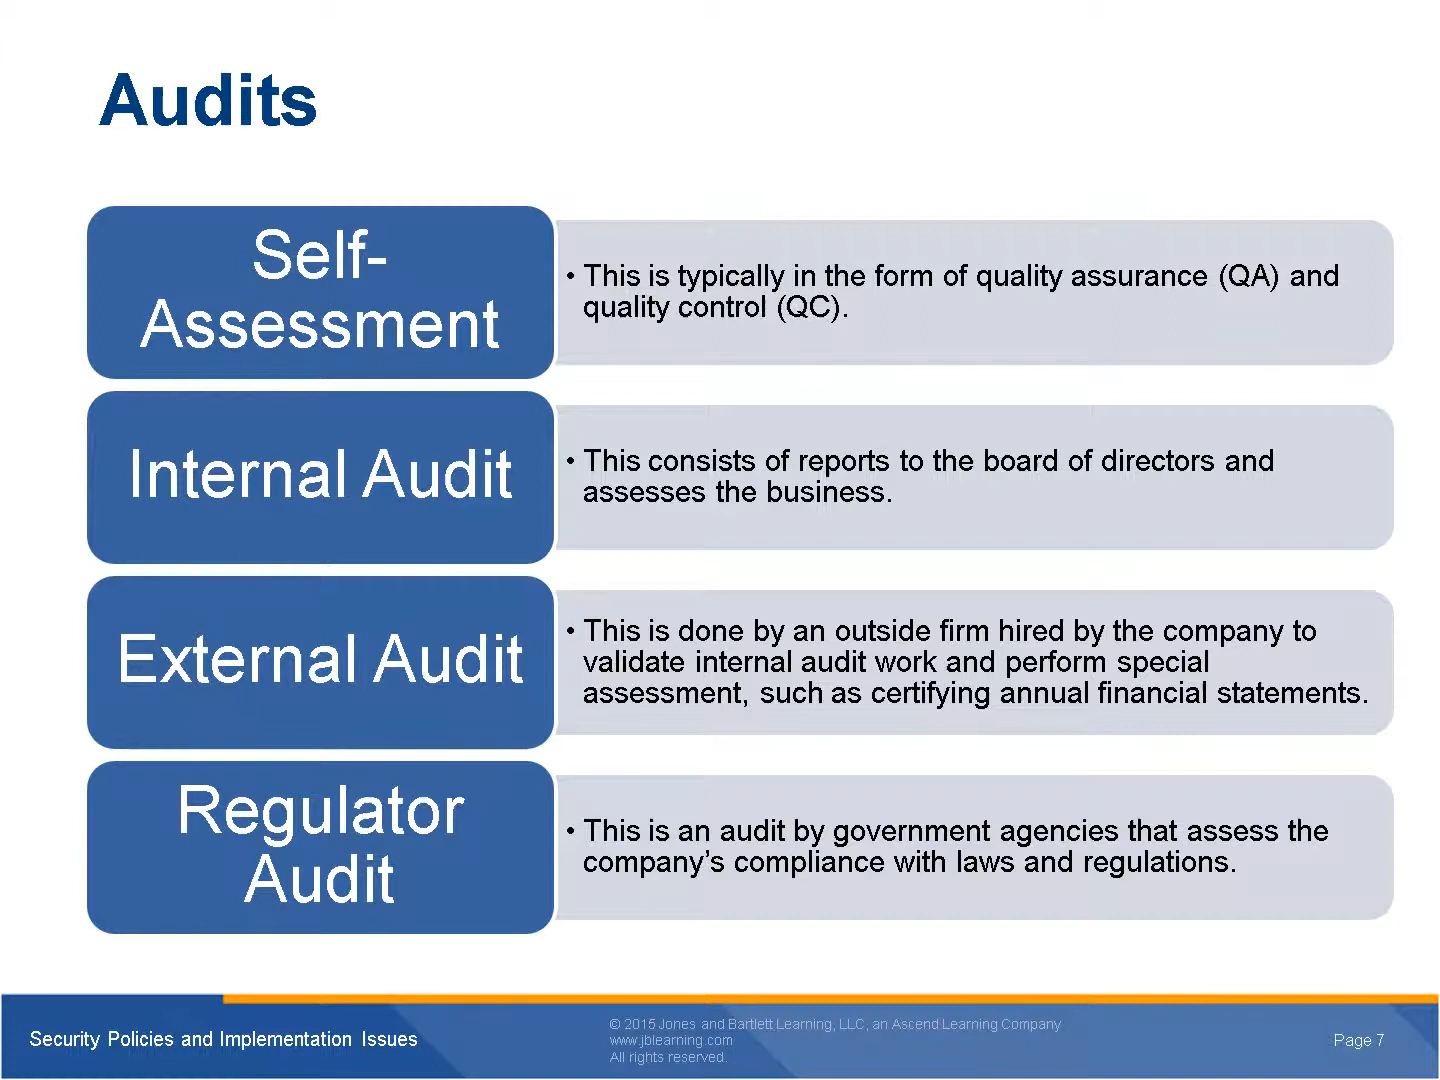 Audits
Self-
Assessment
• This is typically in the form of quality assurance (QA) and
quality control (QC).
Internal Audit
• This consists of reports to the board of directors and
assesses the business.
External Audit
• This is done by an outside firm hired by the company to
validate internal audit work and perform special
assessment, such as certifying annual financial statements.
Regulator
Audit
• This is an audit by government agencies that assess the
company’s compliance with laws and regulations.
Security Policies and Implementation Issues
© 2015 Jones and Bartlett Learning, LLC, an Ascend Learning Company
www.jblearning.com
All rights reserved.
Page 7